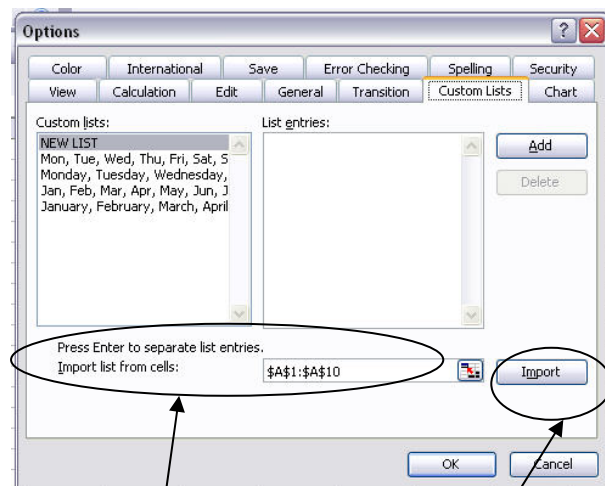 Options
Color International Save Error Checking Spelling Security
View Calculation Edit General Transition Custom Lists Chart
Custom lists: List entries:
NEW LIST
Mon, Tue, Wed, Thu, Fri, Sat, S
Monday, Tuesday, Wednesday,
Jan, Feb, Mar, Apr, May, Jun, J
January, February, March, April
Add
Delete
Press Enter to separate list entries.
Import list from cells: $A$1:$A$10 Import
OK Cancel